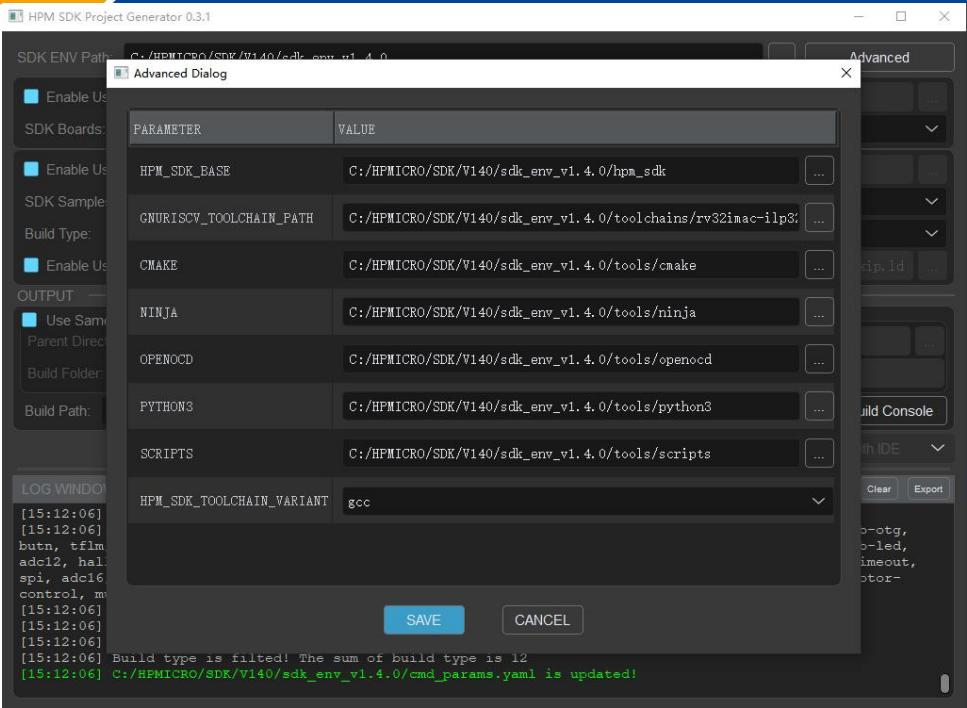 HPM SDK Project Generator 0.3.1
SDK ENV Path: C:/HPMICRO/SDK/V140/sdk_env_v1.4.0 Advanced
Advanced Dialog
Enable Us
SDK Boards:
PARAMETER VALUE
HPM_SDK_BASE C:/HPMICRO/SDK/V140/sdk_env_v1.4.0/hpm_sdk ...
Enable Us
SDK Sample
GNURISCV_TOOLCHAIN_PATH C:/HPMICRO/SDK/V140/sdk_env_v1.4.0/toolchains/rv32imac-ilp32 ...
Build Type:
Enable Us
CMAKE C:/HPMICRO/SDK/V140/sdk_env_v1.4.0/tools/cmake ...
OUTPUT
Use Same
NINJA C:/HPMICRO/SDK/V140/sdk_env_v1.4.0/tools/ninja ...
Parent Direc
OPENOCD C:/HPMICRO/SDK/V140/sdk_env_v1.4.0/tools/openocd ...
Build Folder:
Build Path:
PYTHON3 C:/HPMICRO/SDK/V140/sdk_env_v1.4.0/tools/python3 ...
uild Console
SCRIPTS C:/HPMICRO/SDK/V140/sdk_env_v1.4.0/tools/scripts ...
th IDE
HPM_SDK_TOOLCHAIN_VARIANT gcc
LOG WINDO Clear Export
[15:12:06]
[15:12:06] o-otg,
butn, tflm o-led,
adc12, hal imeout,
spi, adc16 otor-
control, m
[15:12:06]
[15:12:06]
[15:12:06]
SAVE CANCEL
[15:12:06] Build type is filted! The sum of build type is 12
[15:12:06] C:/HPMICRO/SDK/V140/sdk_env_v1.4.0/cmd_params.yaml is updated!